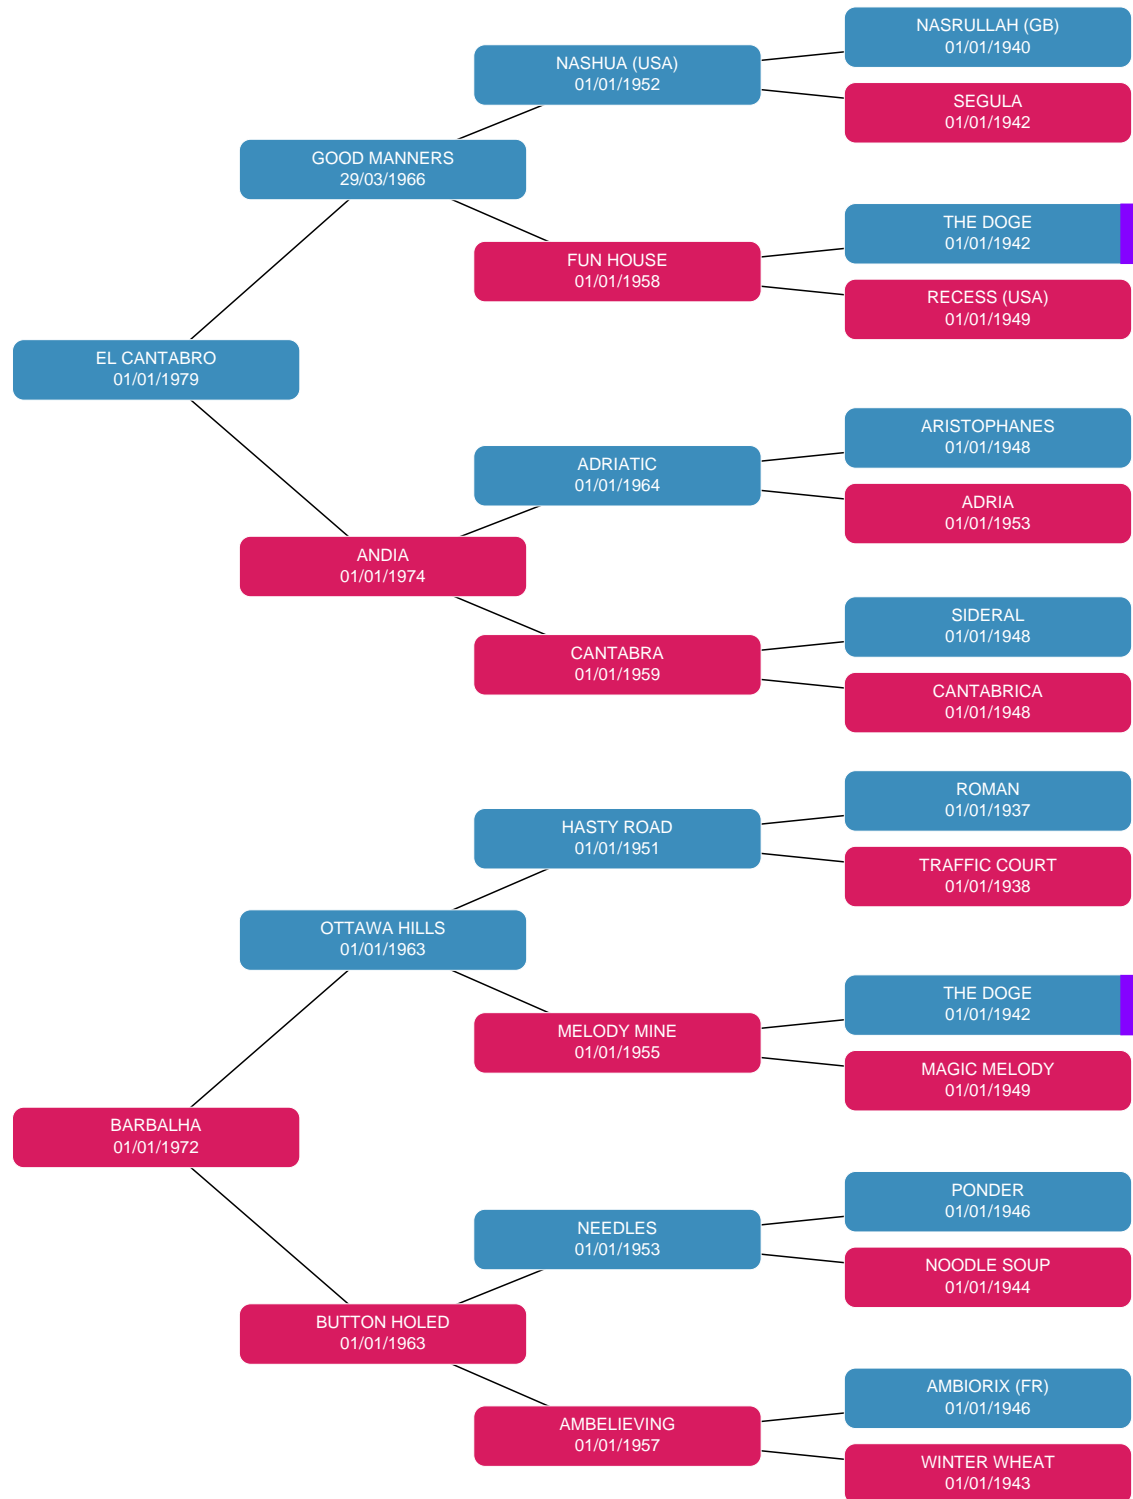 NASRULLAH (GB)
01/01/1940
NASHUA (USA)
01/01/1952
SEGULA
01/01/1942
GOOD MANNERS
29/03/1966
THE DOGE
01/01/1942
FUN HOUSE
01/01/1958
RECESS (USA)
01/01/1949
EL CANTABRO
01/01/1979
ARISTOPHANES
01/01/1948
ADRIATIC
01/01/1964
ADRIA
01/01/1953
ANDIA
01/01/1974
SIDERAL
01/01/1948
CANTABRA
01/01/1959
CANTABRICA
01/01/1948
ROMAN
01/01/1937
HASTY ROAD
01/01/1951
TRAFFIC COURT
01/01/1938
OTTAWA HILLS
01/01/1963
THE DOGE
01/01/1942
MELODY MINE
01/01/1955
MAGIC MELODY
01/01/1949
BARBALHA
01/01/1972
PONDER
01/01/1946
NEEDLES
01/01/1953
NOODLE SOUP
01/01/1944
BUTTON HOLED
01/01/1963
AMBIORIX (FR)
01/01/1946
AMBELIEVING
01/01/1957
WINTER WHEAT
01/01/1943